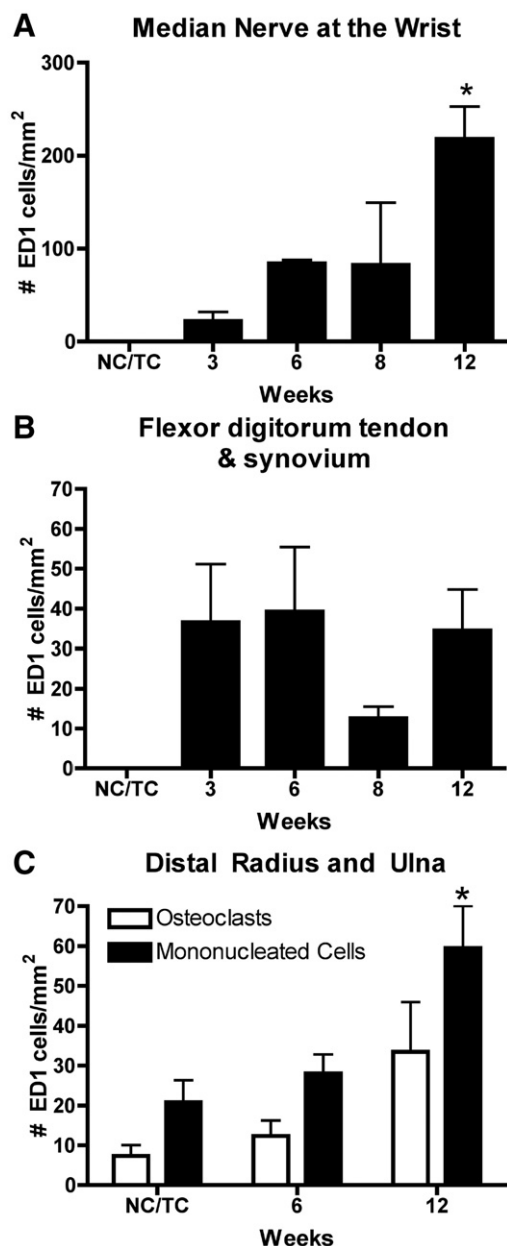 A
Median Nerve at the Wrist
# ED1 cells/mm²
300
200
100
0
NC/TC 3 6 8 12
*
Weeks
B
Flexor digitorum tendon
& synovium
# ED1 cells/mm²
70
60
50
40
30
20
10
0
NC/TC 3 6 8 12
Weeks
C
Distal Radius and Ulna
# ED1 cells/mm²
70
60
50
40
30
20
10
0
Osteoclasts
Mononucleated Cells
*
NC/TC 6 12
Weeks